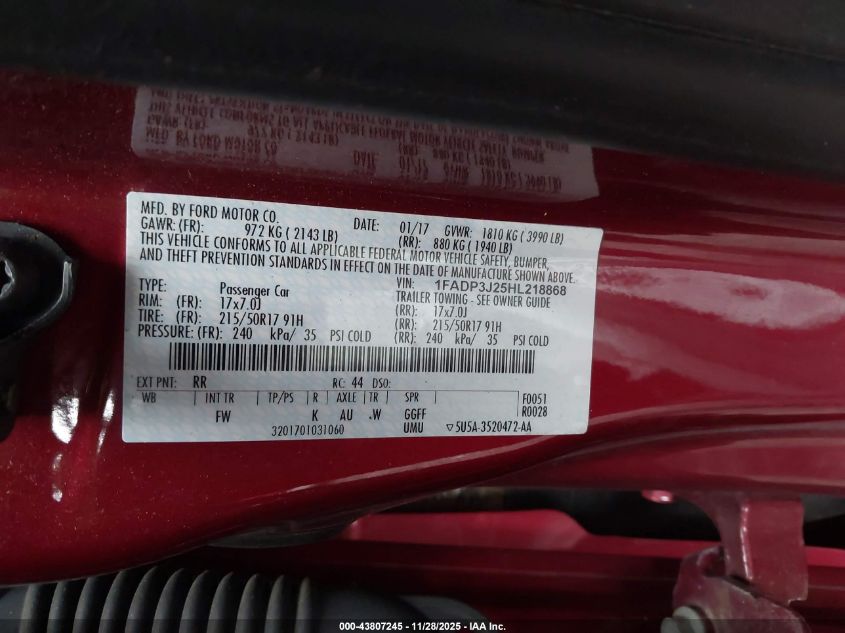 MFD. BY FORD MOTOR CO.
DATE: 01/17 GVWR: 1810 KG ( 3990 LB)
GAWR: (FR): 972 KG ( 2143 LB) (RR): 880 KG ( 1940 LB)
THIS VEHICLE CONFORMS TO ALL APPLICABLE FEDERAL MOTOR VEHICLE SAFETY, BUMPER,
AND THEFT PREVENTION STANDARDS IN EFFECT ON THE DATE OF MANUFACTURE SHOWN ABOVE.
VIN: 1FADP3J25HL218868
TYPE: Passenger Car TRAILER TOWING - SEE OWNER GUIDE
RIM: (FR): 17x7.0J (RR): 17x7.0J
TIRE: (FR): 215/50R17 91H (RR): 215/50R17 91H
PRESSURE: (FR): 240 kPa/ 35 PSI COLD (RR): 240 kPa/ 35 PSI COLD
EXT PNT: RR RC: 44 DSO: F0051
WB INT TR TP/PS R AXLE TR SPR R0028
FW K AU .W GGFF
3201701031060 UMU ▽5U5A-3520472-AA
000-43807245 - 11/28/2025 - IAA Inc.